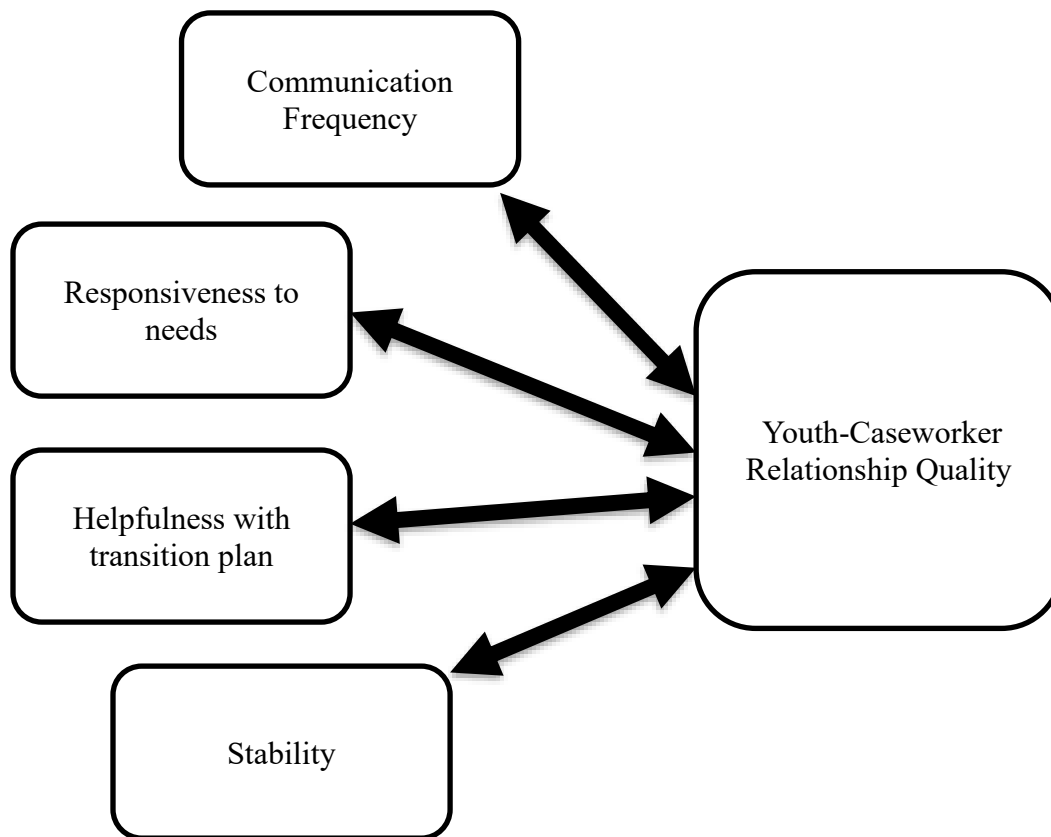 Communication
Frequency
Responsiveness to
needs
Youth-Caseworker
Relationship Quality
Helpfulness with
transition plan
Stability